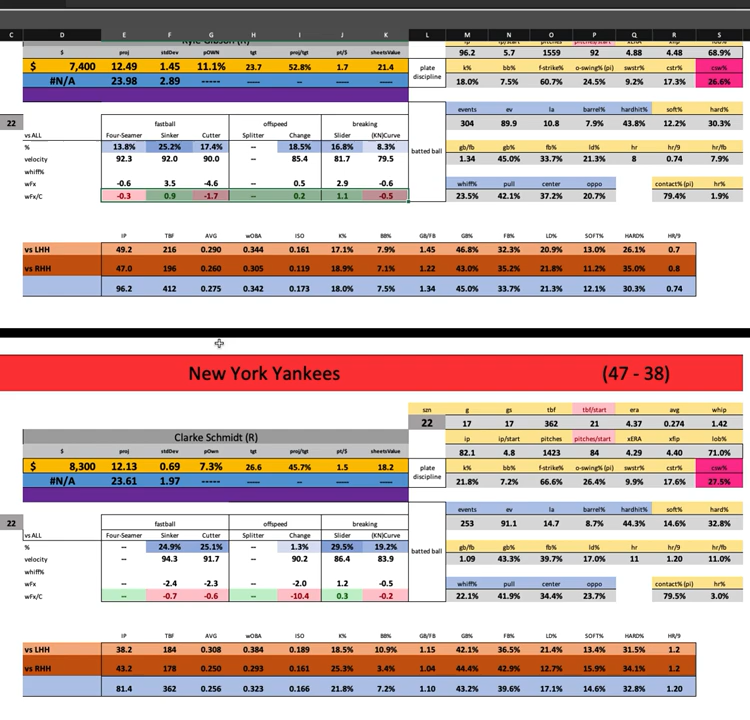 C D E F G H I J K L M N O P Q R S
Kyle Gibson (R) ip ip/start pitches pitches/start xERA xfip lob%
$ proj stdDev pOWN tgt proj/tgt pt/$ sheetsValue 96.2 5.7 1559 92 4.83 4.28 68.9%
$ 7,400 12.49 1.45 11.1% 23.7 52.8% 1.7 21.4 plate discipline k% bb% f-strike% o-swing% (pi) swstr% cstr% csw%
#N/A 23.98 2.89 ----- ---- -- ---- 18.0% 7.5% 60.7% 24.5% 9.2% 17.3% 26.6%
events ev la barrel% hardhit% soft% hard%
22 fastball offspeed breaking 304 89.9 10.8 7.9% 43.8% 12.2% 30.3%
vs ALL Four-Seamer Sinker Cutter Splitter Change Slider (KN)Curve
% 13.8% 25.2% 17.4% -- 18.5% 16.8% 8.3% batted ball gb/fb gb% fb% ld% hr hr/9 hr/fb
velocity 92.3 92.0 90.0 -- 85.4 81.7 79.5 1.34 45.0% 33.7% 21.3% 8 0.74 7.9%
whiff%
wFx -0.6 3.5 -4.6 -- 0.5 2.9 -0.6 whiff% pull center oppo contact% (pi) hr%
wFx/C -0.3 0.9 -1.7 -- 0.2 1.1 -0.5 23.5% 42.1% 37.2% 20.7% 79.4% 1.9%
IP TBF AVG wOBA ISO K% BB% GB/FB GB% FB% LD% SOFT% HARD% HR/9
vs LHH 49.2 216 0.290 0.344 0.161 17.1% 7.9% 1.45 46.8% 32.3% 20.9% 13.0% 26.1% 0.7
vs RHH 47.0 196 0.260 0.305 0.119 18.9% 7.1% 1.22 43.0% 35.2% 21.8% 11.2% 35.0% 0.8
96.2 412 0.275 0.342 0.173 18.0% 7.5% 1.34 45.0% 33.7% 21.3% 12.1% 30.3% 0.74
New York Yankees (47 - 38)
szn g gs tbf tbf/start era avg whip
22 17 17 362 21 4.37 0.274 1.42
Clarke Schmidt (R) ip ip/start pitches pitches/start xERA xfip lob%
$ proj stdDev pOwn tgt proj/tgt pt/$ sheetsValue 82.1 4.8 1423 84 4.29 4.40 71.0%
$ 8,300 12.13 0.69 7.3% 26.6 45.7% 1.5 18.2 plate discipline k% bb% f-strike% o-swing% (pi) swstr% cstr% csw%
#N/A 23.61 1.97 ----- ---- -- ---- 21.8% 7.2% 66.6% 26.4% 9.9% 17.6% 27.5%
events ev la barrel% hardhit% soft% hard%
22 fastball offspeed breaking 253 91.1 14.7 8.7% 44.3% 14.6% 32.8%
vs ALL Four-Seamer Sinker Cutter Splitter Change Slider (KN)Curve
% -- 24.9% 25.1% -- 1.3% 29.5% 19.2% batted ball gb/fb gb% fb% ld% hr hr/9 hr/fb
velocity -- 94.3 91.7 -- 90.2 86.4 83.9 1.09 43.3% 39.7% 17.0% 11 1.20 11.0%
whiff%
wFx -- -2.4 -2.3 -- -2.0 1.2 -0.5 whiff% pull center oppo contact% (pi) hr%
wFx/C -- -0.7 -0.6 -- -10.4 0.3 -0.2 22.1% 41.9% 34.4% 23.7% 79.5% 3.0%
IP TBF AVG wOBA ISO K% BB% GB/FB GB% FB% LD% SOFT% HARD% HR/9
vs LHH 38.2 184 0.308 0.384 0.189 18.5% 10.9% 1.15 42.1% 36.5% 21.4% 13.4% 31.5% 1.2
vs RHH 43.2 178 0.250 0.293 0.161 25.3% 3.4% 1.04 44.4% 42.9% 12.7% 15.9% 34.1% 1.2
81.4 362 0.256 0.323 0.166 21.8% 7.2% 1.10 43.2% 39.6% 17.1% 14.6% 32.8% 1.20